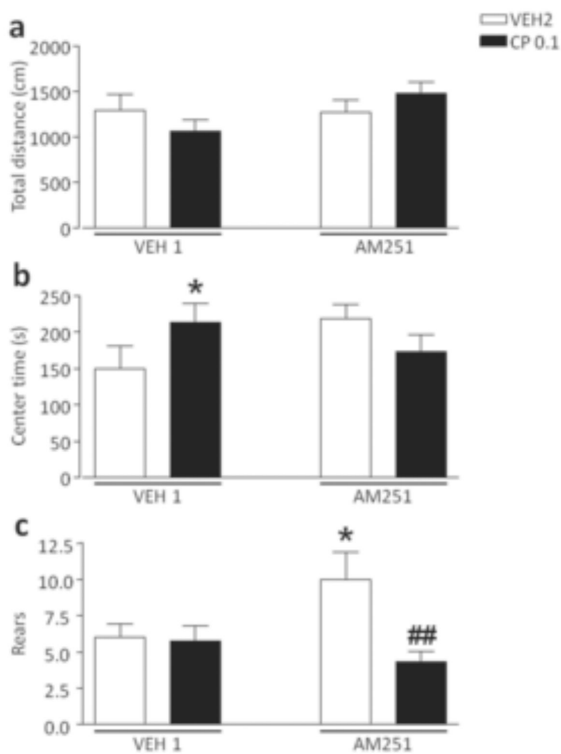 VEH2
CP 0.1
a
Total distance (cm)
2000
1500
1000
500
0
VEH 1
AM251
b
Center time (s)
250
200
150
100
50
0
*
VEH 1
AM251
c
Rears
12.5
10.0
7.5
5.0
2.5
0.0
*
##
VEH 1
AM251